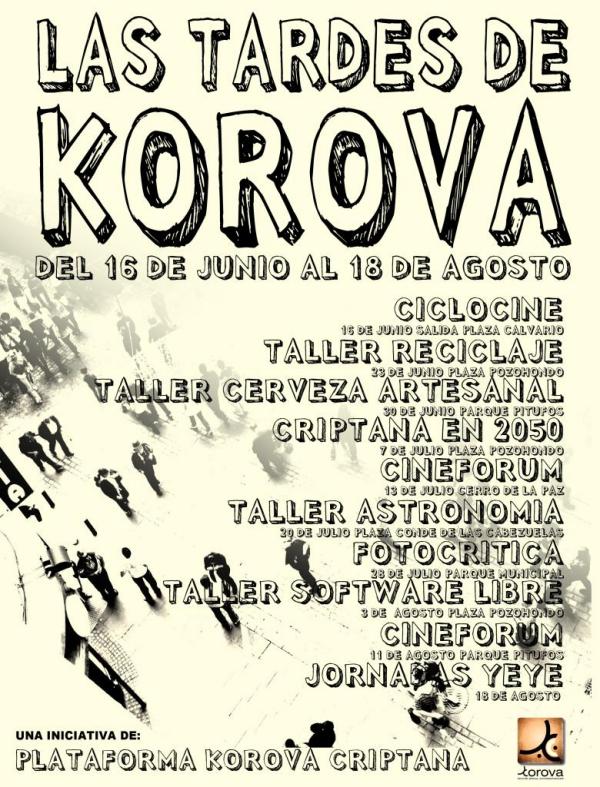 LAS TARDES DE
KOROVA
DEL 16 DE JUNIO AL 18 DE AGOSTO
CICLOCINE
16 DE JUNIO SALIDA PLAZA CALVARIO
TALLER RECICLAJE
23 DE JUNIO PLAZA POZOHONDO
TALLER CERVEZA ARTESANAL
30 DE JUNIO PARQUE PITUFOS
CRIPTANA EN 2050
7 DE JULIO PLAZA POZOHONDO
CINEFORUM
13 DE JULIO CERRO DE LA PAZ
TALLER ASTRONOMIA
20 DE JULIO PLAZA CONDE DE LAS CABEZUELAS
FOTOCRITICA
28 DE JULIO PARQUE MUNICIPAL
TALLER SOFTWARE LIBRE
3 DE AGOSTO PLAZA POZOHONDO
CINEFORUM
11 DE AGOSTO PARQUE PITUFOS
JORNADAS YEYE
18 DE AGOSTO
UNA INICIATIVA DE:
PLATAFORMA KOROVA CRIPTANA
korova